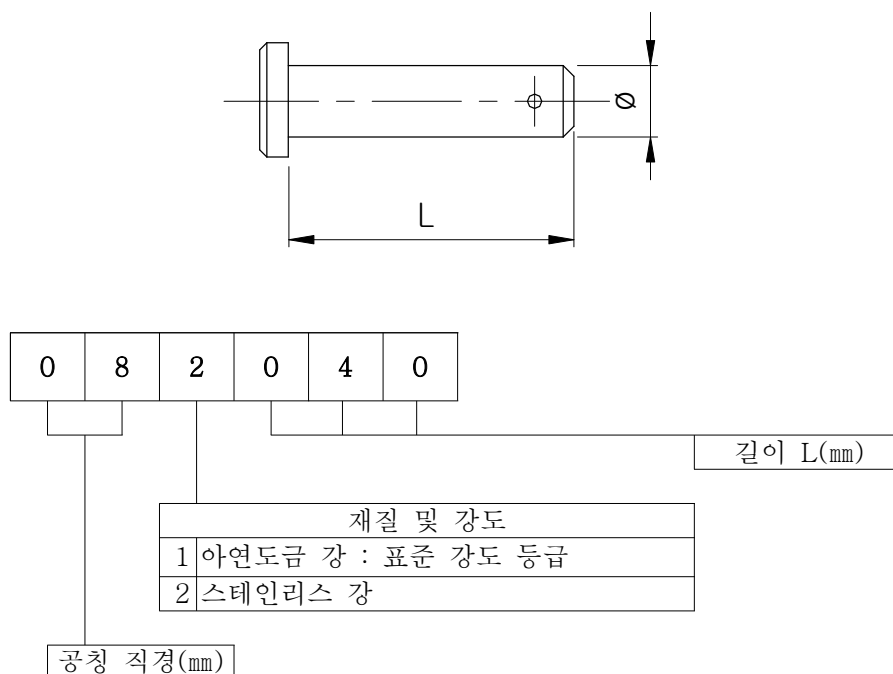 Ø
L
0 8 2 0 4 0
길이 L(㎜)
재질 및 강도
1 아연도금 강 : 표준 강도 등급
2 스테인리스 강
공칭 직경(㎜)